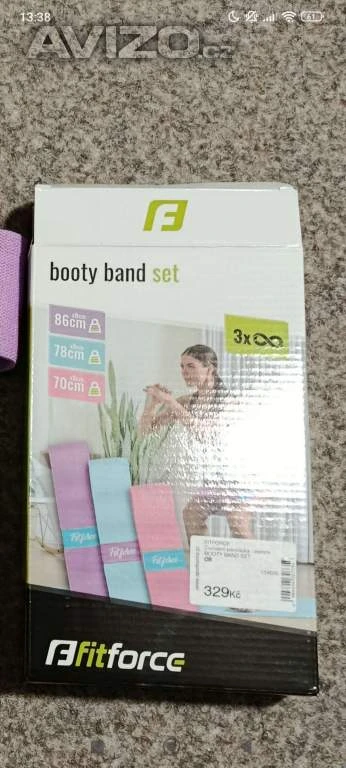 13:38
61
AVIZO.cz
booty band set
86cm
78cm
70cm
3x
fitforce
fitforce
fitforce
FITFORCE
BOOTY BAND SET
329Kč
fitforce